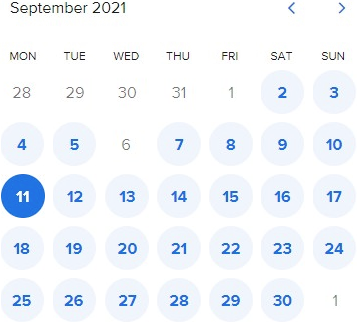 September 2021
MON TUE WED THU FRI SAT SUN
28 29 30 31 1 2 3
4 5 6 7 8 9 10
11 12 13 14 15 16 17
18 19 20 21 22 23 24
25 26 27 28 29 30 1